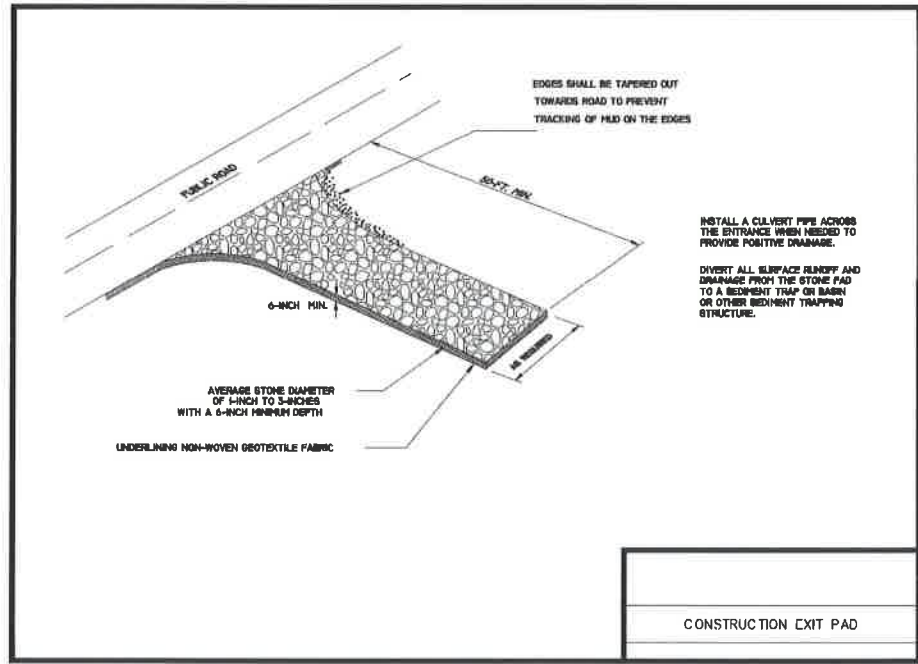 EDGES SHALL BE TAPERED OUT
TOWARDS ROAD TO PREVENT
TRACKING OF MUD ON THE EDGES
PUBLIC ROAD
50-FT. MIN.
INSTALL A CULVERT PIPE ACROSS
THE ENTRANCE WHEN NEEDED TO
PROVIDE POSITIVE DRAINAGE.
DIVERT ALL SURFACE RUNOFF AND
DRAINAGE FROM THE STONE PAD
TO A SEDIMENT TRAP OR BASIN
OR OTHER SEDIMENT TRAPPING
STRUCTURE.
6-INCH MIN.
AS REQUIRED
AVERAGE STONE DIAMETER
OF 1-INCH TO 3-INCHES
WITH A 6-INCH MINIMUM DEPTH
UNDERLINING NON-WOVEN GEOTEXTILE FABRIC
CONSTRUCTION EXIT PAD